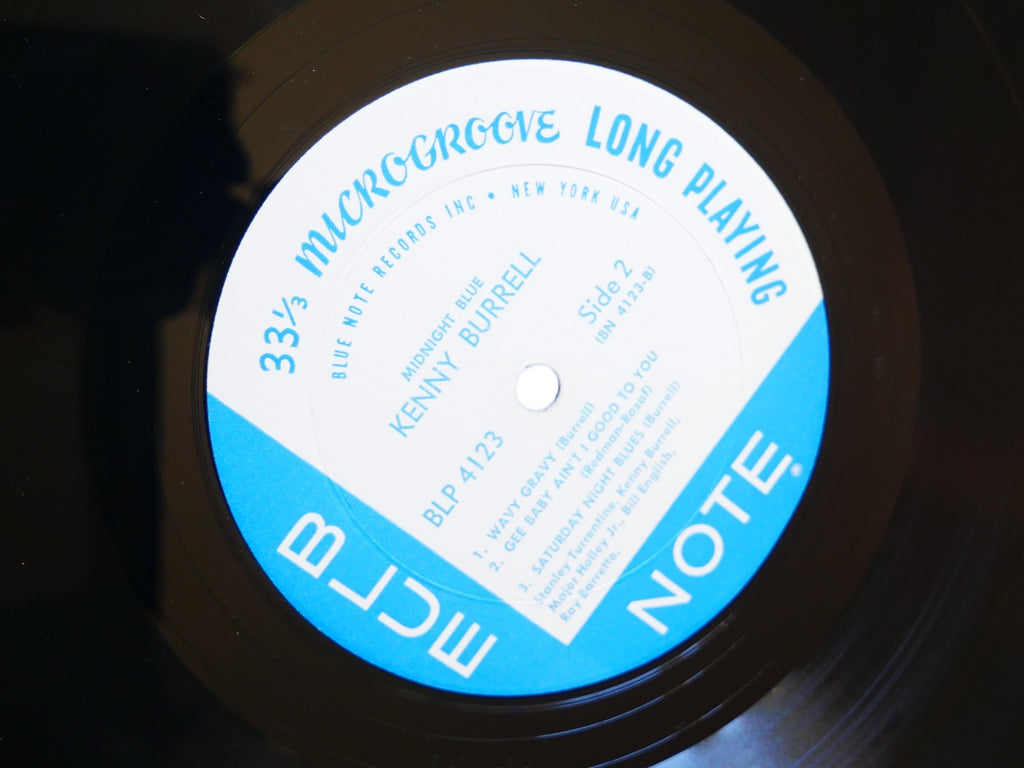 33⅓ MICROGROOVE LONG PLAYING
BLUE NOTE RECORDS INC • NEW YORK USA
MIDNIGHT BLUE
KENNY BURRELL
Side 2
(BN 4123-B)
BLP 4123
1. WAVY GRAVY (Burrell)
2. GEE BABY AIN'T I GOOD TO YOU
(Redman-Razaf)
3. SATURDAY NIGHT BLUES (Burrell)
Stanley Turrentine, Kenny Burrell,
Major Holley Jr., Bill English,
Ray Barretto.
BLUE
NOTE®